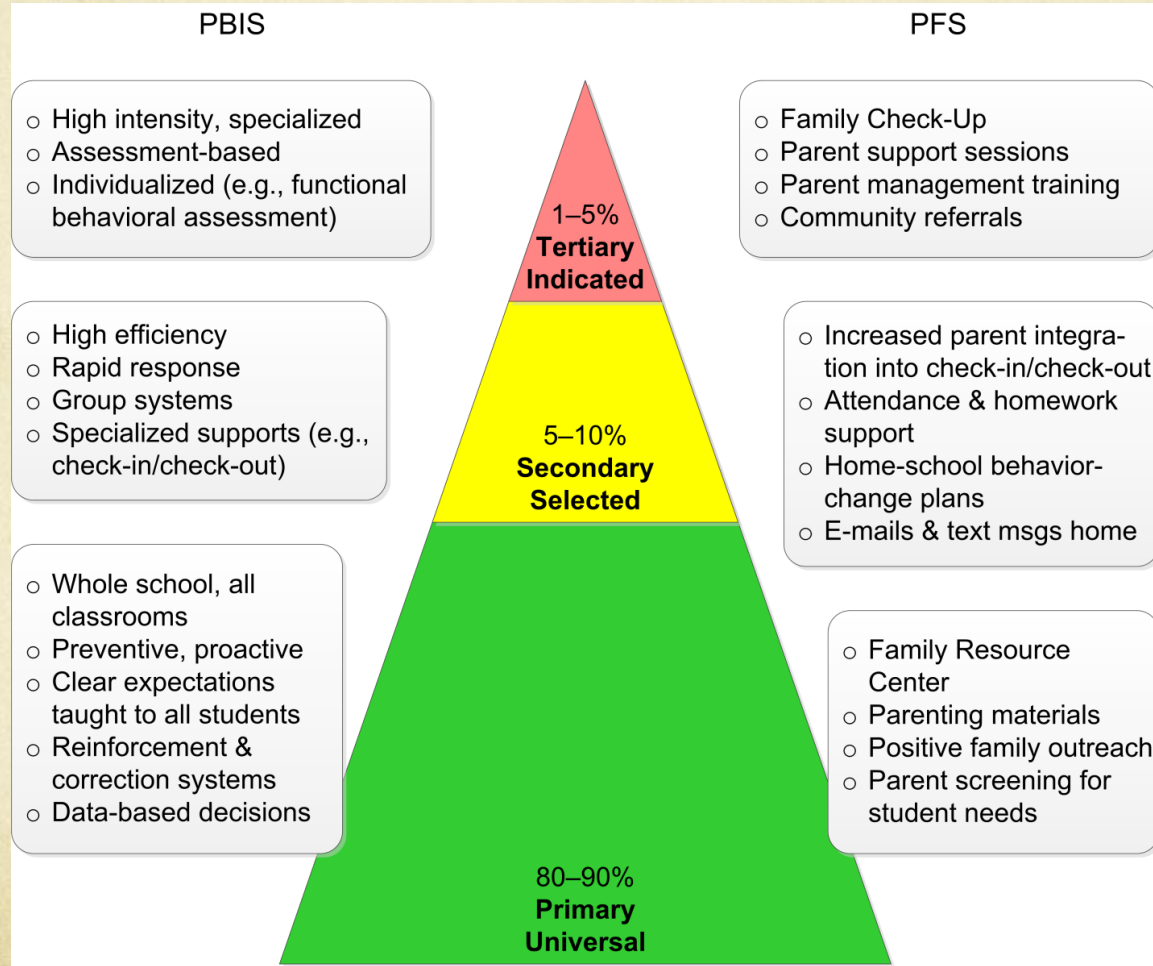 PBIS
PFS
○ High intensity, specialized
○ Assessment-based
○ Individualized (e.g., functional
behavioral assessment)
1–5%
Tertiary
Indicated
○ Family Check-Up
○ Parent support sessions
○ Parent management training
○ Community referrals
○ High efficiency
○ Rapid response
○ Group systems
○ Specialized supports (e.g.,
check-in/check-out)
5–10%
Secondary
Selected
○ Increased parent integra-
tion into check-in/check-out
○ Attendance & homework
support
○ Home-school behavior-
change plans
○ E-mails & text msgs home
○ Whole school, all
classrooms
○ Preventive, proactive
○ Clear expectations
taught to all students
○ Reinforcement &
correction systems
○ Data-based decisions
80–90%
Primary
Universal
○ Family Resource
Center
○ Parenting materials
○ Positive family outreach
○ Parent screening for
student needs